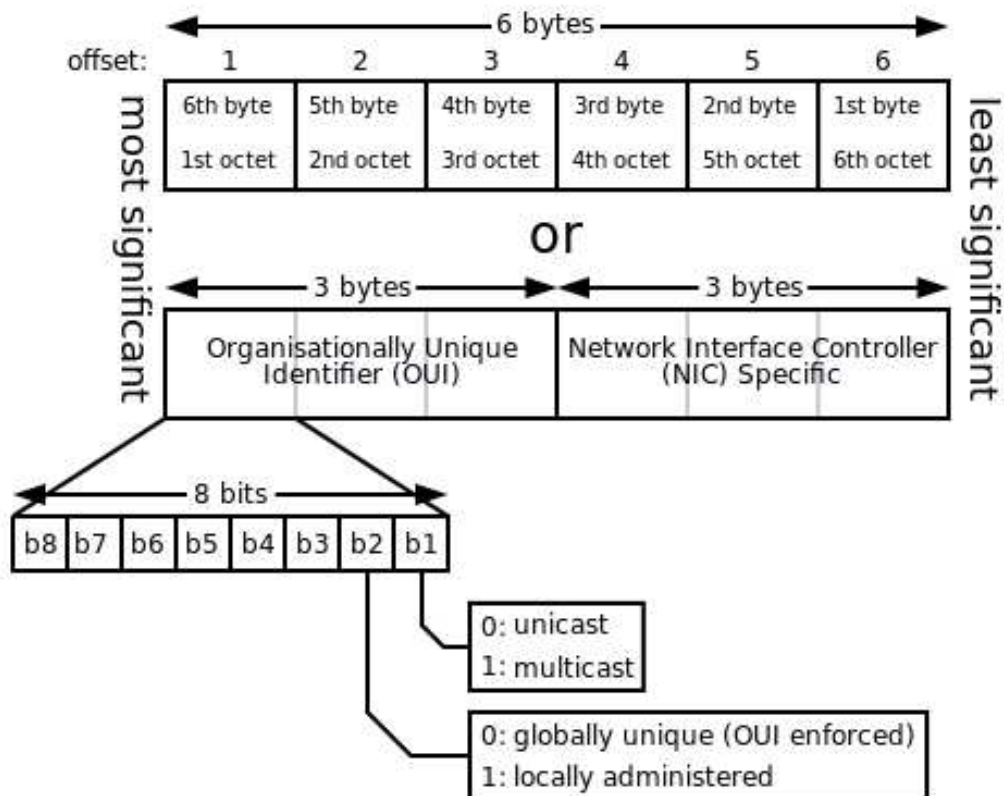 6 bytes
offset: 1 2 3 4 5 6
most significant
6th byte 5th byte 4th byte 3rd byte 2nd byte 1st byte
1st octet 2nd octet 3rd octet 4th octet 5th octet 6th octet
least significant
or
3 bytes 3 bytes
Organisationally Unique
Identifier (OUI)
Network Interface Controller
(NIC) Specific
8 bits
b8 b7 b6 b5 b4 b3 b2 b1
0: unicast
1: multicast
0: globally unique (OUI enforced)
1: locally administered